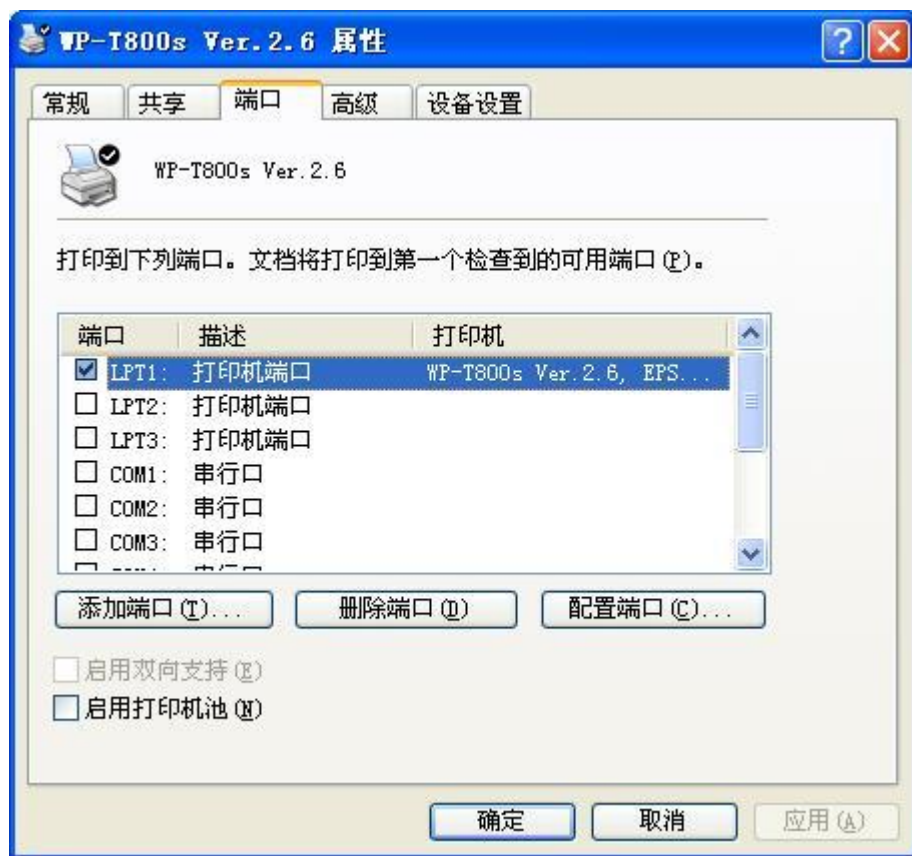 WP-T800s Ver.2.6 属性
常规 共享 端口 高级 设备设置
WP-T800s Ver.2.6
打印到下列端口。文档将打印到第一个检查到的可用端口(P)。
端口 描述 打印机
LPT1: 打印机端口 WP-T800s Ver.2.6, EPS...
LPT2: 打印机端口
LPT3: 打印机端口
COM1: 串行口
COM2: 串行口
COM3: 串行口
添加端口(T)... 删除端口(D) 配置端口(C)...
启用双向支持(E)
启用打印机池(N)
确定 取消 应用(A)